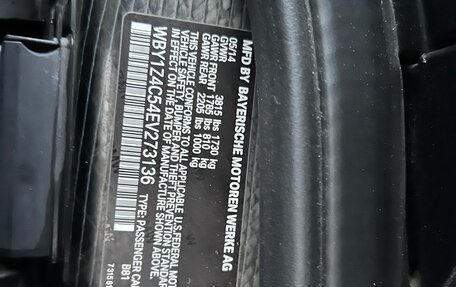 MFD BY BAYERISCHE MOTOREN WERKE AG
05/14
GVWR 3815 lbs 1730 kg
GAWR FRONT 1785 lbs 810 kg
GAWR REAR 2205 lbs 1000 kg
THIS VEHICLE CONFORMS TO ALL APPLICABLE U.S. FEDERAL MOTOR
VEHICLE SAFETY, BUMPER AND THEFT PREVENTION STANDARDS
IN EFFECT ON THE DATE OF MANUFACTURE SHOWN ABOVE.
WBY1Z4C54EV273136
TYPE: PASSENGER CAR
B81
731581